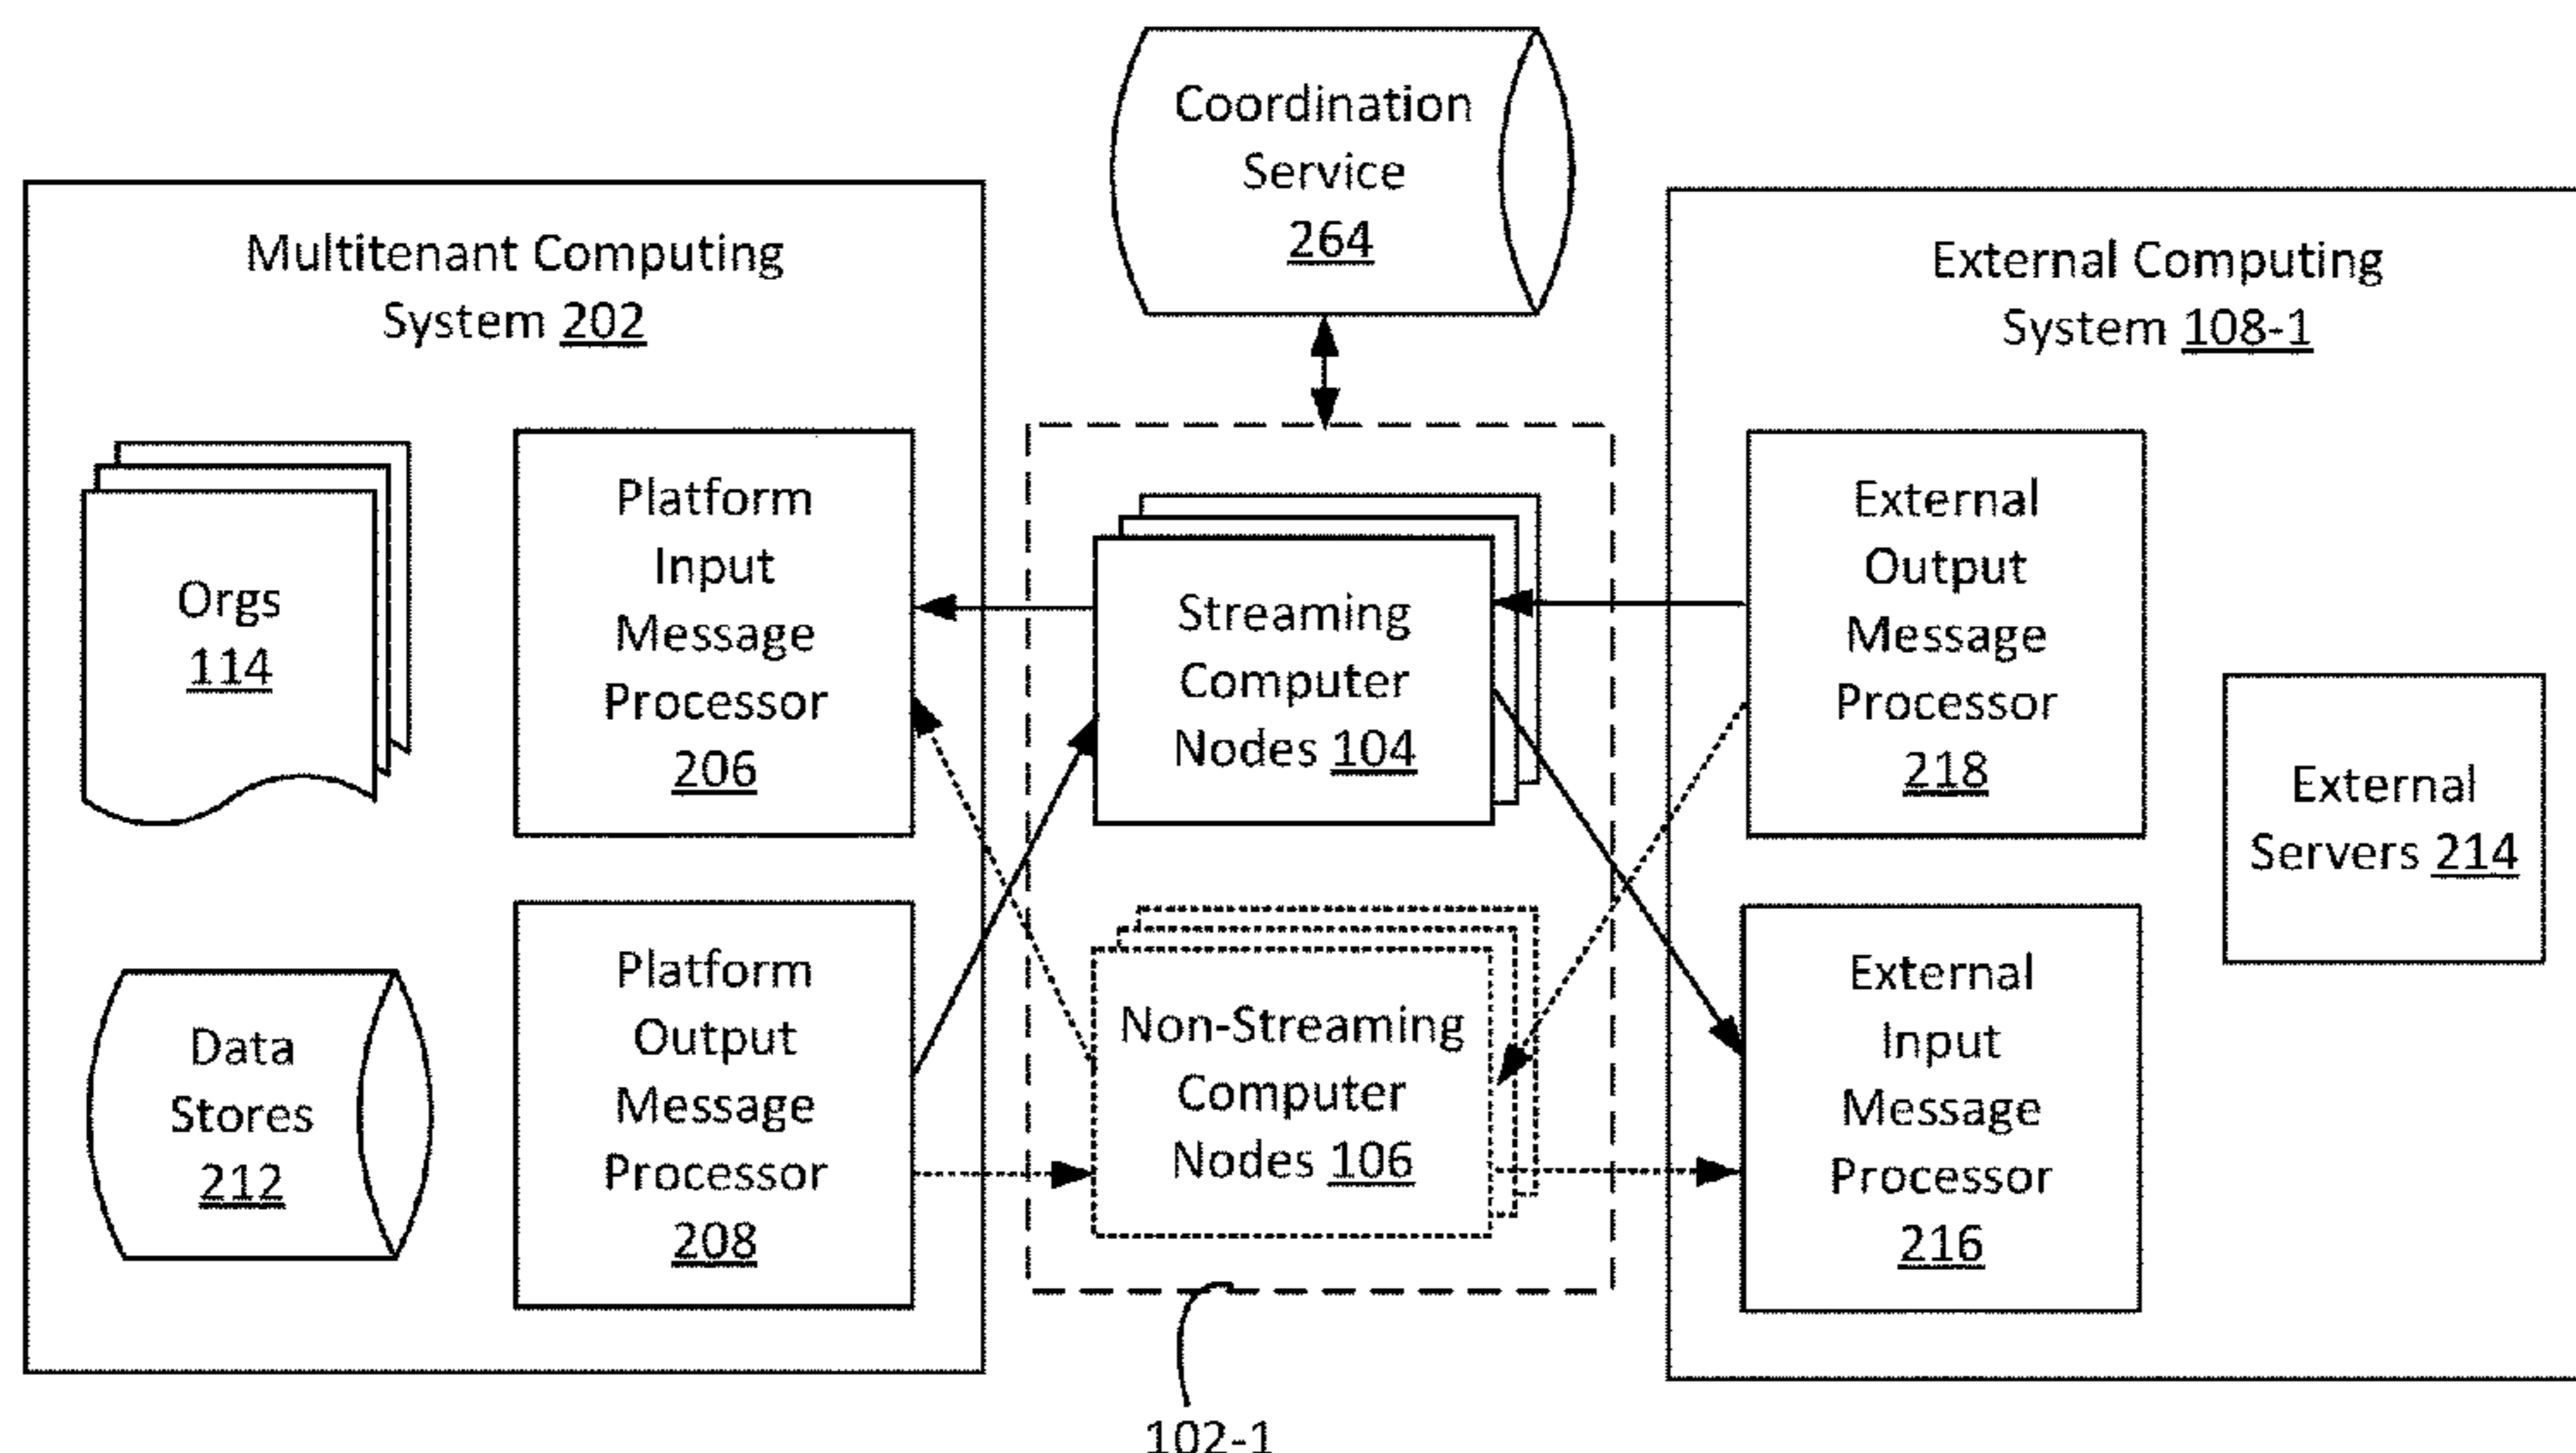 Coordination
Service
264
Multitenant Computing
System 202
External Computing
System 108-1
Orgs
114
Platform
Input
Message
Processor
206
Streaming
Computer
Nodes 104
External
Output
Message
Processor
218
External
Servers 214
Data
Stores
212
Platform
Output
Message
Processor
208
Non-Streaming
Computer
Nodes 106
External
Input
Message
Processor
216
102-1